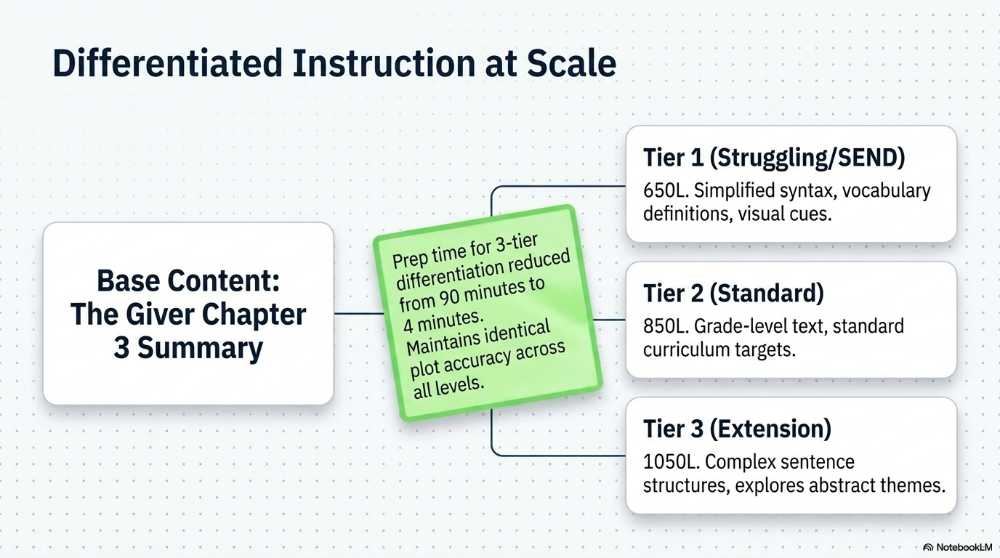 Differentiated Instruction at Scale
Base Content:
The Giver Chapter
3 Summary
Prep time for 3-tier
differentiation reduced
from 90 minutes to
4 minutes.
Maintains identical
plot accuracy across
all levels.
Tier 1 (Struggling/SEND)
650L. Simplified syntax, vocabulary
definitions, visual cues.
Tier 2 (Standard)
850L. Grade-level text, standard
curriculum targets.
Tier 3 (Extension)
1050L. Complex sentence
structures, explores abstract themes.
NotebookLM